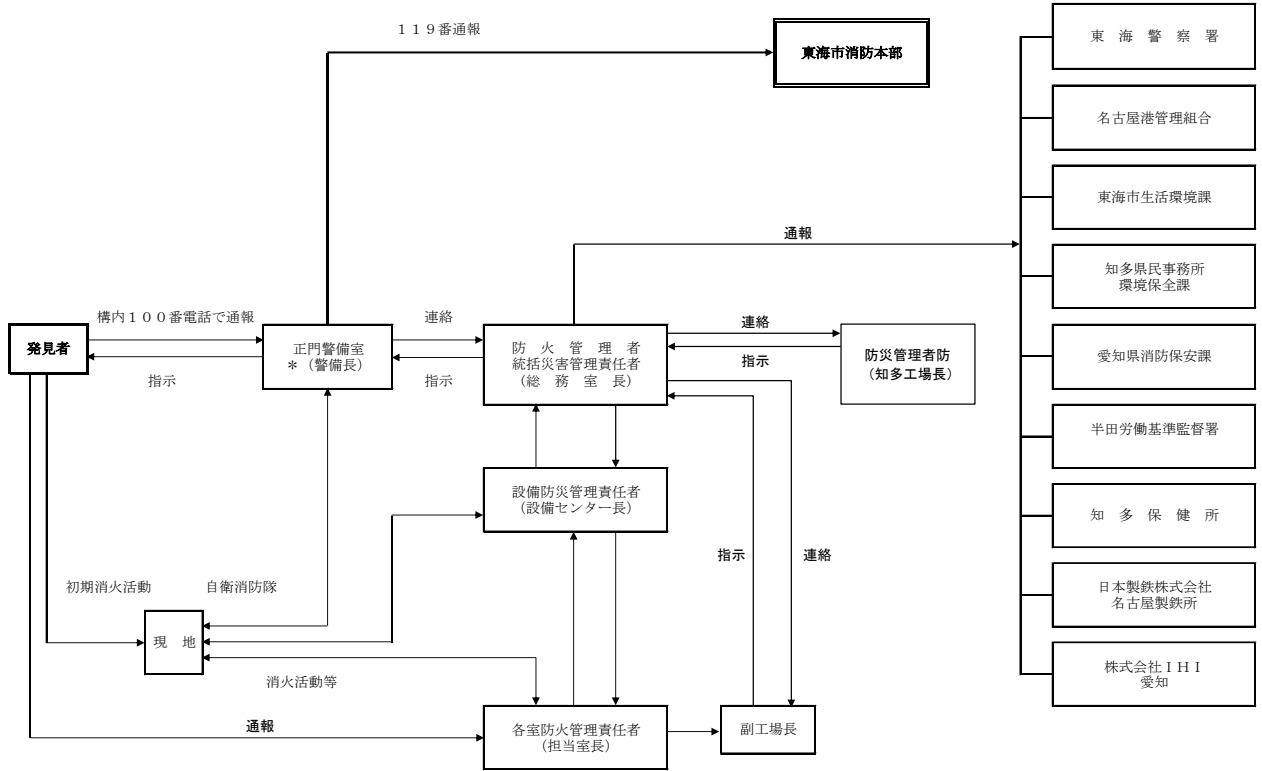 １１９番通報
東海市消防本部
東　海　警　察　署
名古屋港管理組合
東海市生活環境課
通報
知多県民事務所
環境保全課
構内１００番電話で通報
連絡
連絡
発見者
正門警備室
＊（警備長）
防　火　管　理　者
統括災害管理責任者
（総　務　室　長）
防災管理者防
（知多工場長）
愛知県消防保安課
指示
指示
指示
半田労働基準監督署
設備防災管理責任者
（設備センター長）
知　多　保　健　所
指示
連絡
初期消火活動
自衛消防隊
日本製鉄株式会社
名古屋製鉄所
現　地
消火活動等
株式会社ＩＨＩ
愛知
通報
各室防火管理責任者
（担当室長）
副工場長